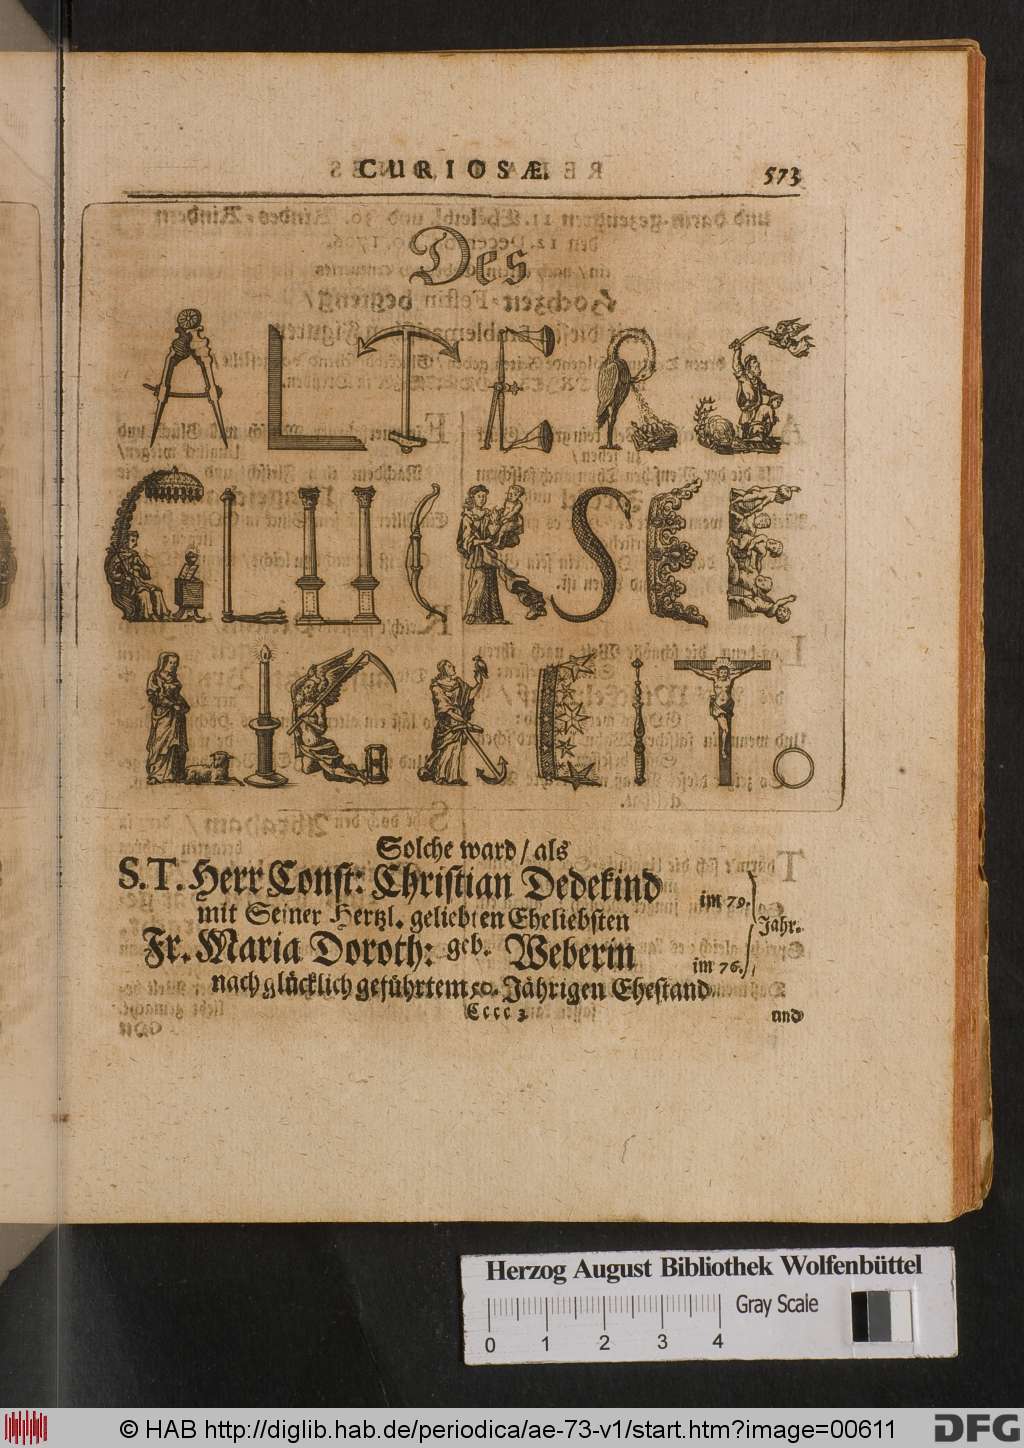 CURIOSÆ.
573
Des
ALTERS
GLUCKSEE
LIGKEIT.
Solche ward / als
S.T. Herr Const: Christian Dedekind im 79.
mit Seiner Hertzl. geliebten Eheliebsten Jahr.
Fr. Maria Doroth: geb. Weberin im 76.
nach glücklich geführtem 50. Jährigen Ehestand
Cccc 3
und
Herzog August Bibliothek Wolfenbüttel
Gray Scale
0 1 2 3 4
© HAB http://diglib.hab.de/periodica/ae-73-v1/start.htm?image=00611
DFG